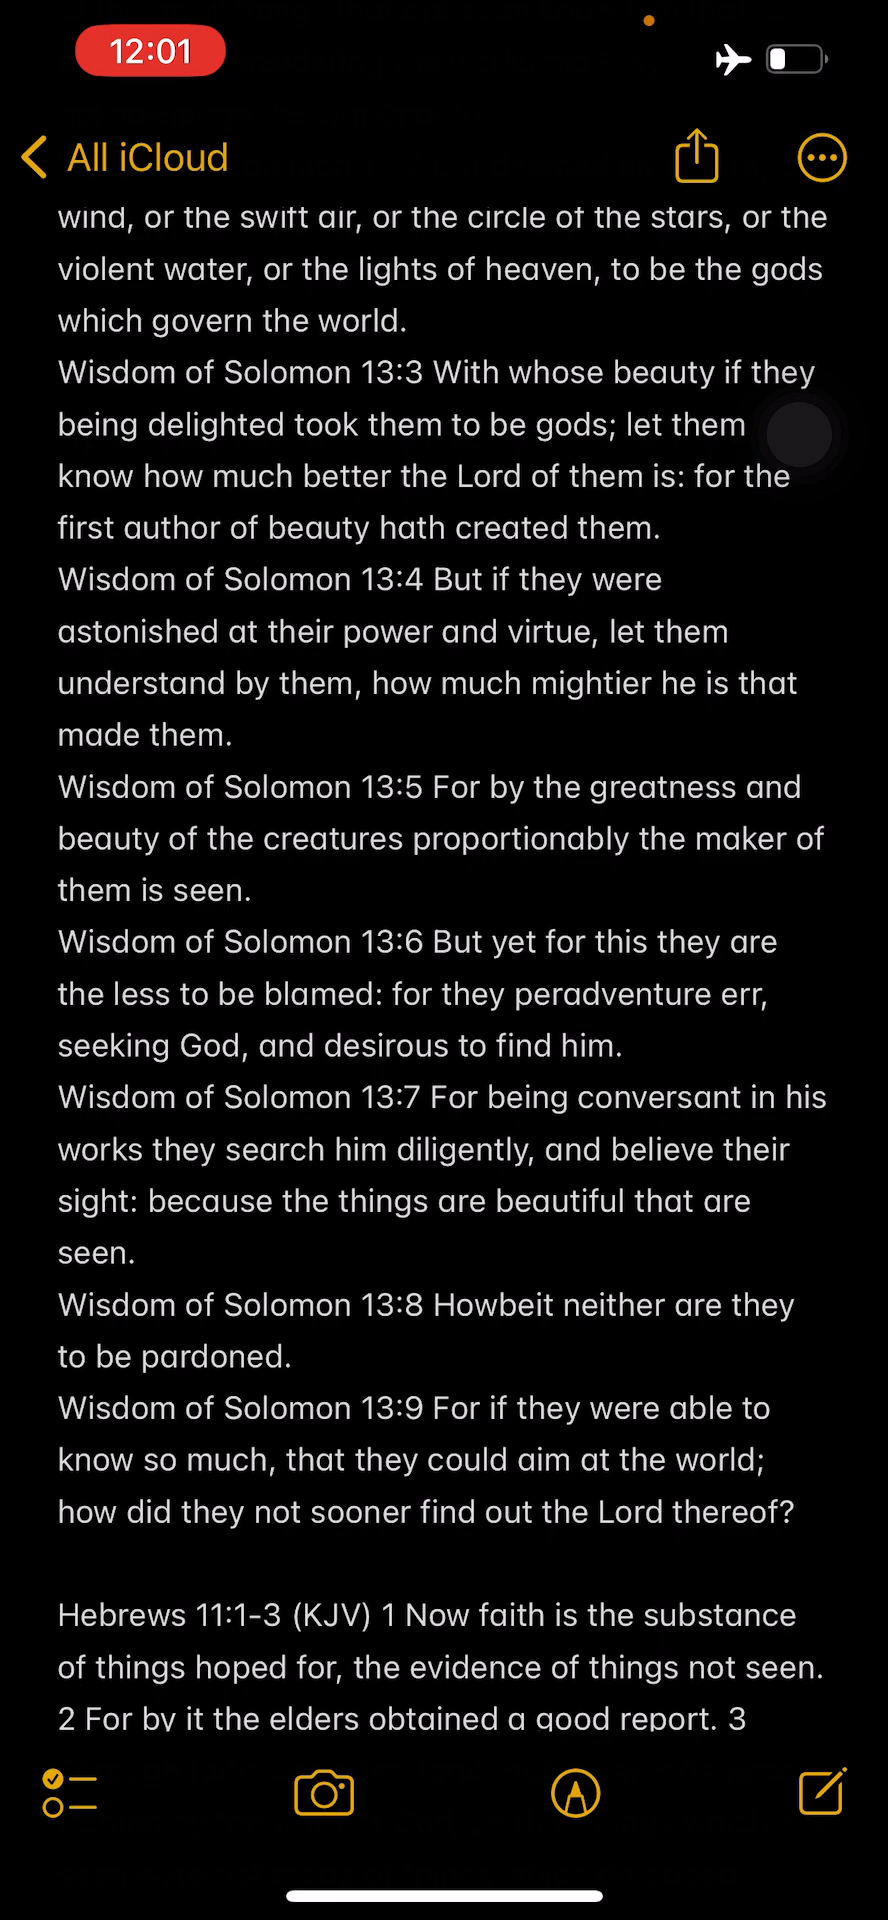 12:01
All iCloud
wind, or the swift air, or the circle of the stars, or the
violent water, or the lights of heaven, to be the gods
which govern the world.
Wisdom of Solomon 13:3 With whose beauty if they
being delighted took them to be gods; let them
know how much better the Lord of them is: for the
first author of beauty hath created them.
Wisdom of Solomon 13:4 But if they were
astonished at their power and virtue, let them
understand by them, how much mightier he is that
made them.
Wisdom of Solomon 13:5 For by the greatness and
beauty of the creatures proportionably the maker of
them is seen.
Wisdom of Solomon 13:6 But yet for this they are
the less to be blamed: for they peradventure err,
seeking God, and desirous to find him.
Wisdom of Solomon 13:7 For being conversant in his
works they search him diligently, and believe their
sight: because the things are beautiful that are
seen.
Wisdom of Solomon 13:8 Howbeit neither are they
to be pardoned.
Wisdom of Solomon 13:9 For if they were able to
know so much, that they could aim at the world;
how did they not sooner find out the Lord thereof?
Hebrews 11:1-3 (KJV) 1 Now faith is the substance
of things hoped for, the evidence of things not seen.
2 For by it the elders obtained a good report. 3